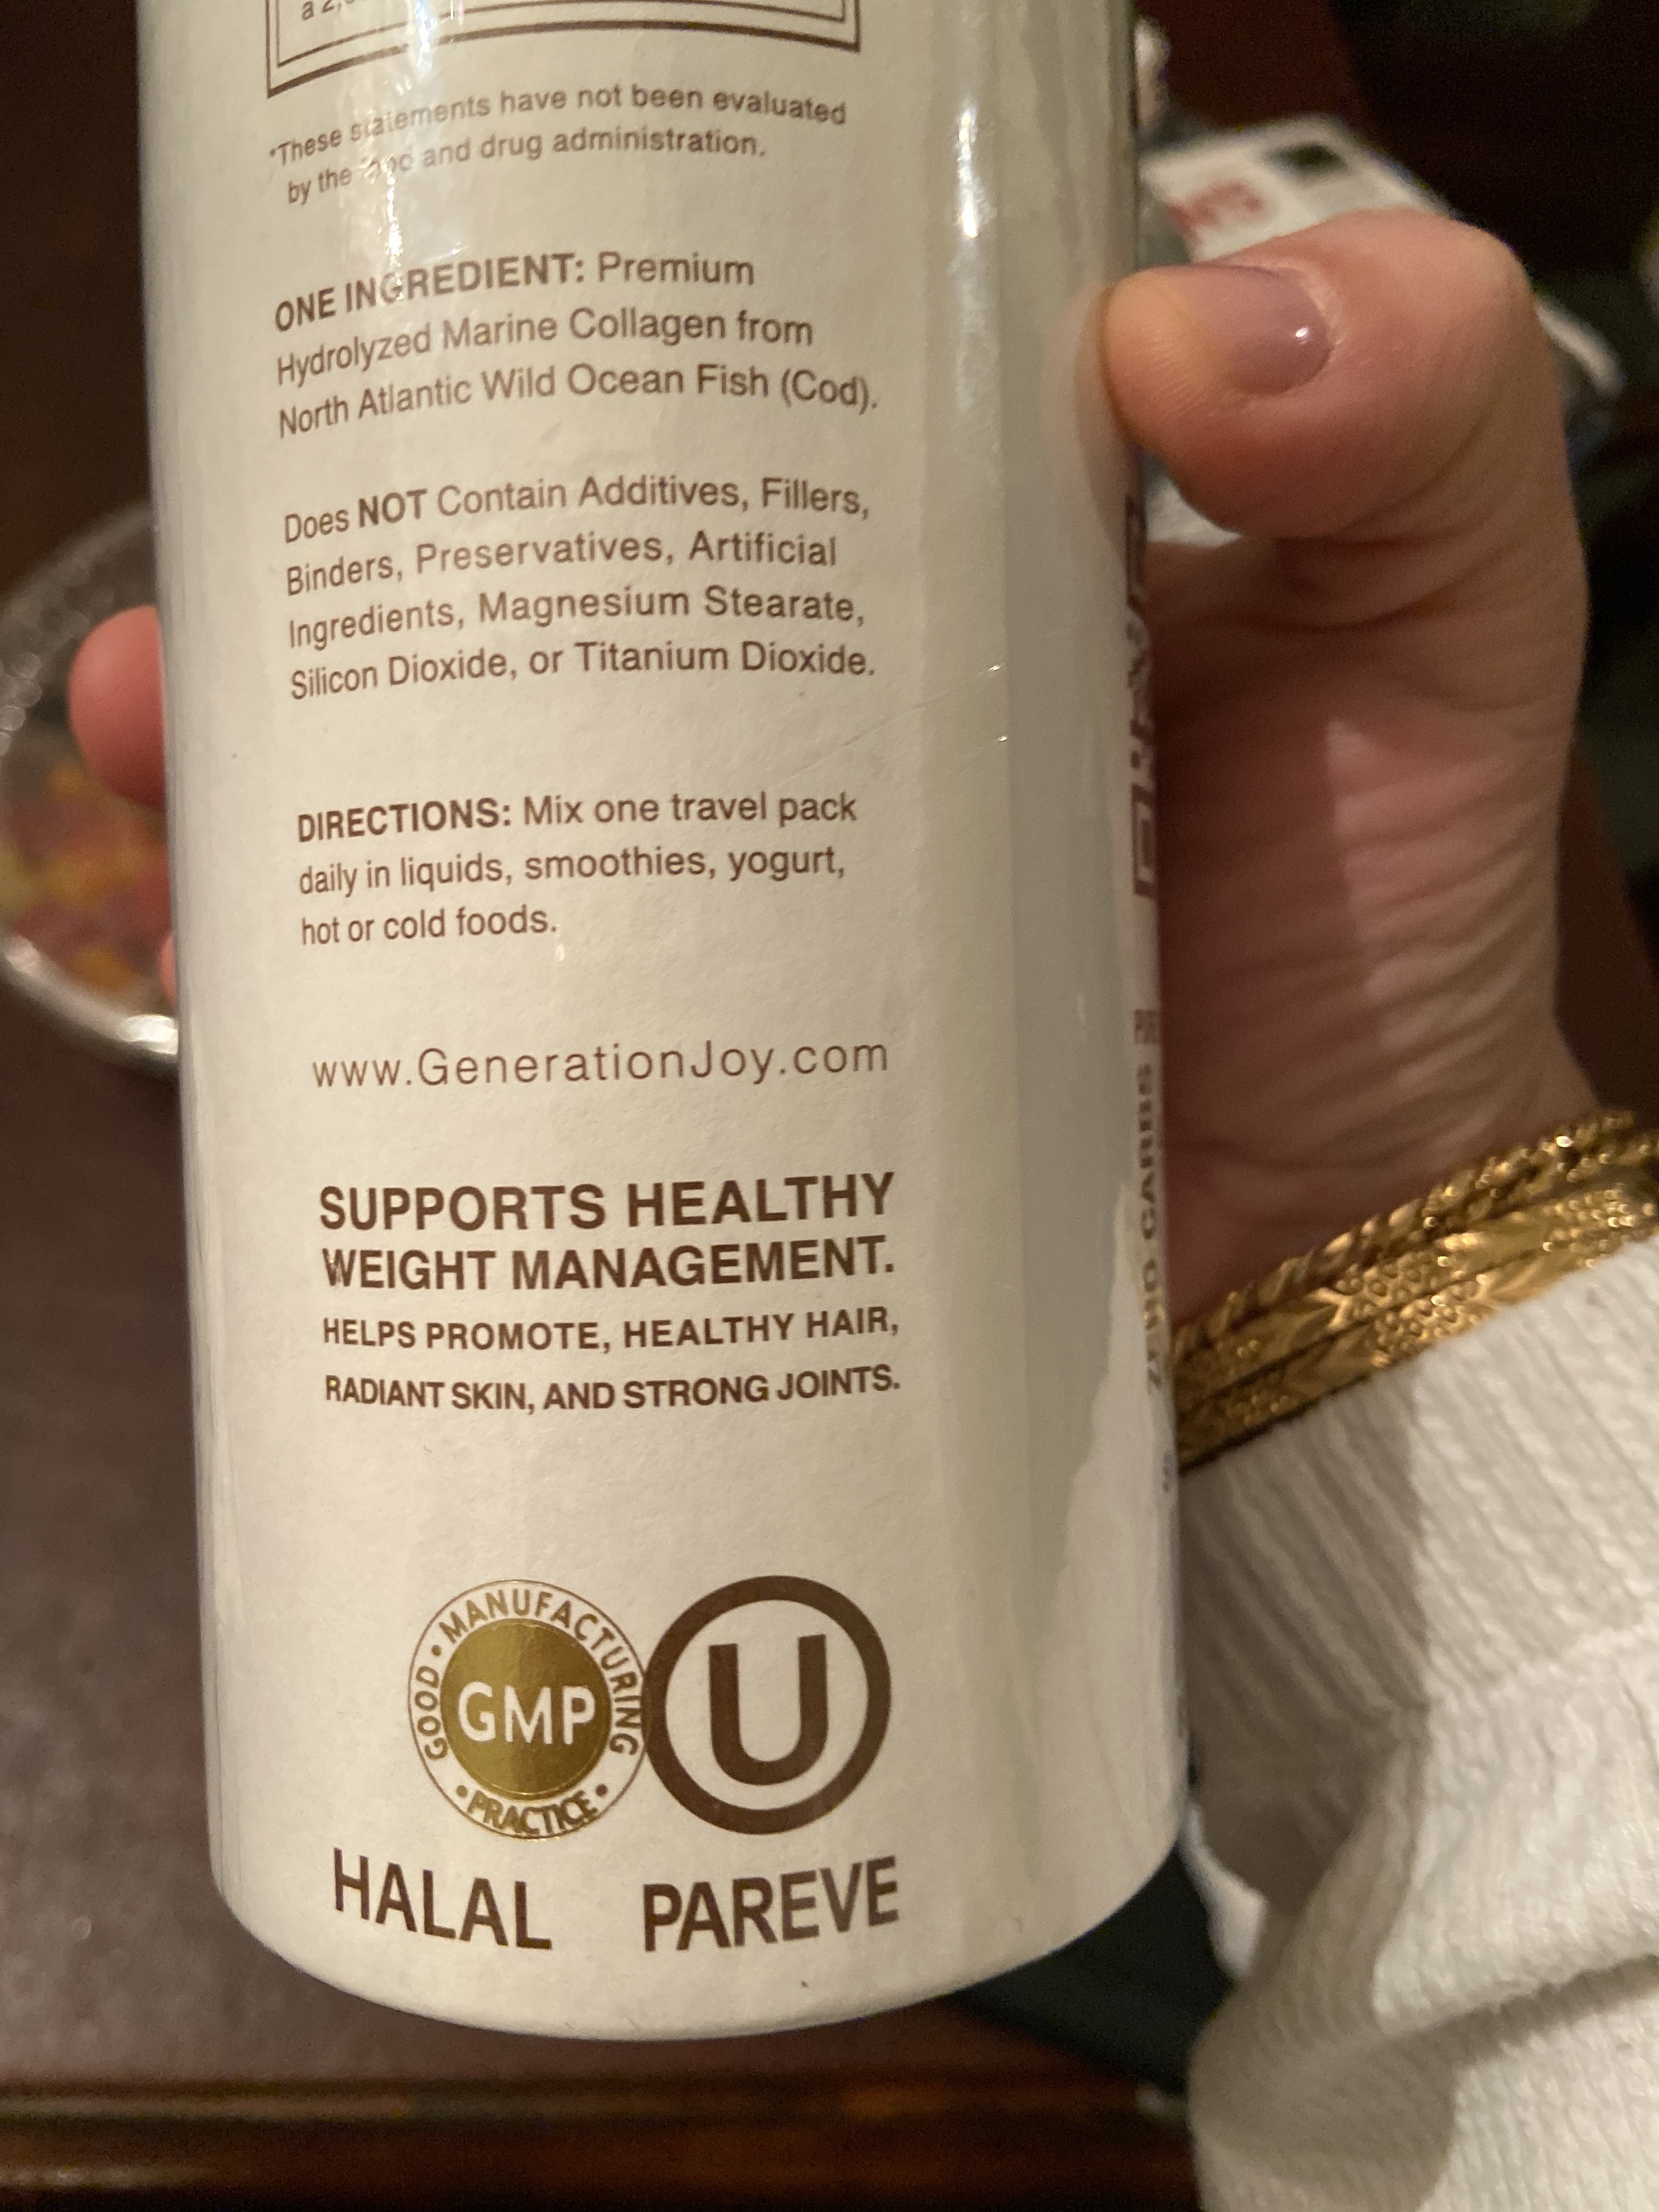 a 2,
*These statements have not been evaluated
by the food and drug administration.
ONE INGREDIENT: Premium
Hydrolyzed Marine Collagen from
North Atlantic Wild Ocean Fish (Cod).
Does NOT Contain Additives, Fillers,
Binders, Preservatives, Artificial
Ingredients, Magnesium Stearate,
Silicon Dioxide, or Titanium Dioxide.
DIRECTIONS: Mix one travel pack
daily in liquids, smoothies, yogurt,
hot or cold foods.
www.GenerationJoy.com
SUPPORTS HEALTHY
WEIGHT MANAGEMENT.
HELPS PROMOTE, HEALTHY HAIR,
RADIANT SKIN, AND STRONG JOINTS.
GOOD • MANUFACTURING • PRACTICE •
GMP
U
HALAL PAREVE
ZERO CARBS